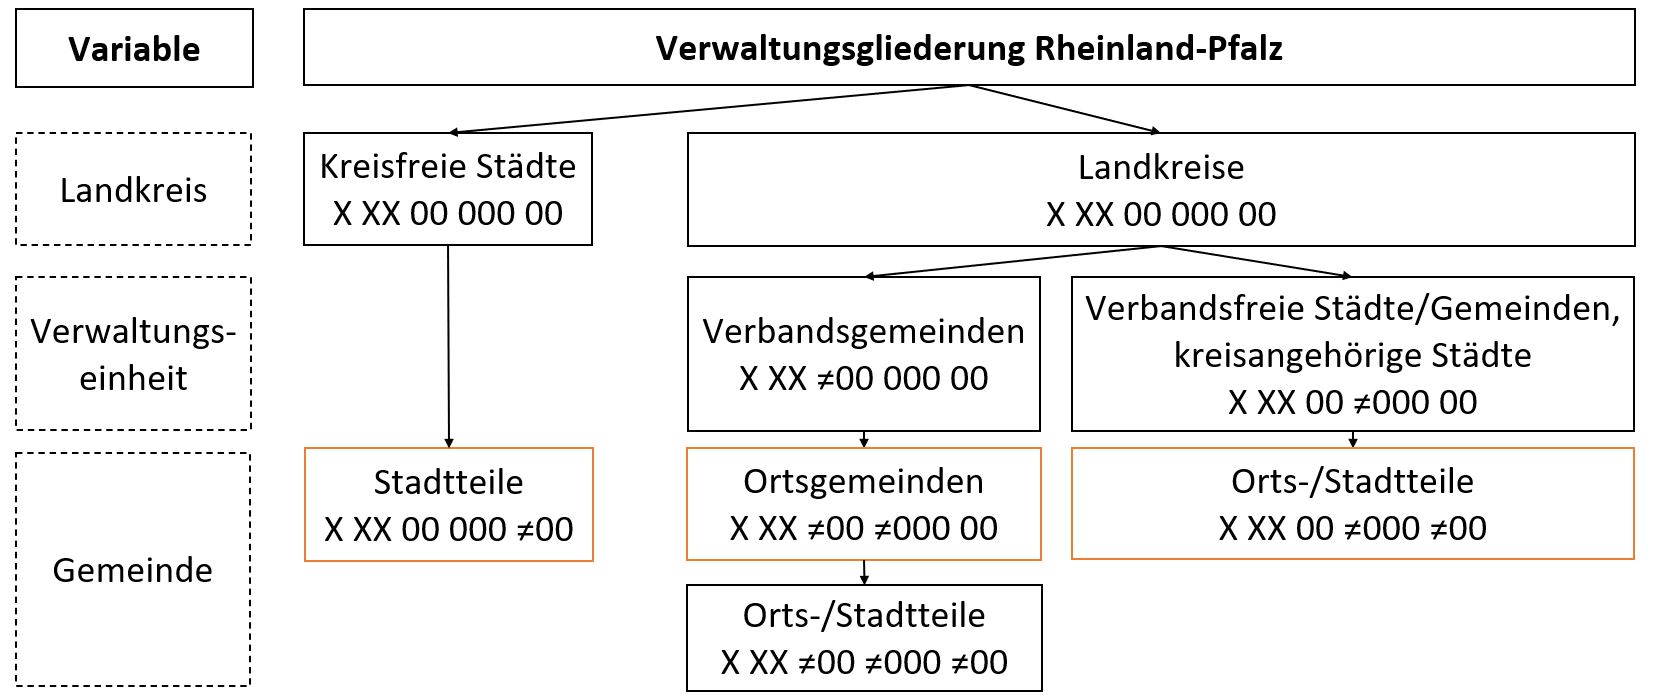 Variable
Verwaltungsgliederung Rheinland-Pfalz
Landkreis
Kreisfreie Städte
X XX 00 000 00
Landkreise
X XX 00 000 00
Verwaltungs-
einheit
Verbandsgemeinden
X XX ≠00 000 00
Verbandsfreie Städte/Gemeinden,
kreisangehörige Städte
X XX 00 ≠000 00
Gemeinde
Stadtteile
X XX 00 000 ≠00
Ortsgemeinden
X XX ≠00 ≠000 00
Orts-/Stadtteile
X XX 00 ≠000 ≠00
Orts-/Stadtteile
X XX ≠00 ≠000 ≠00